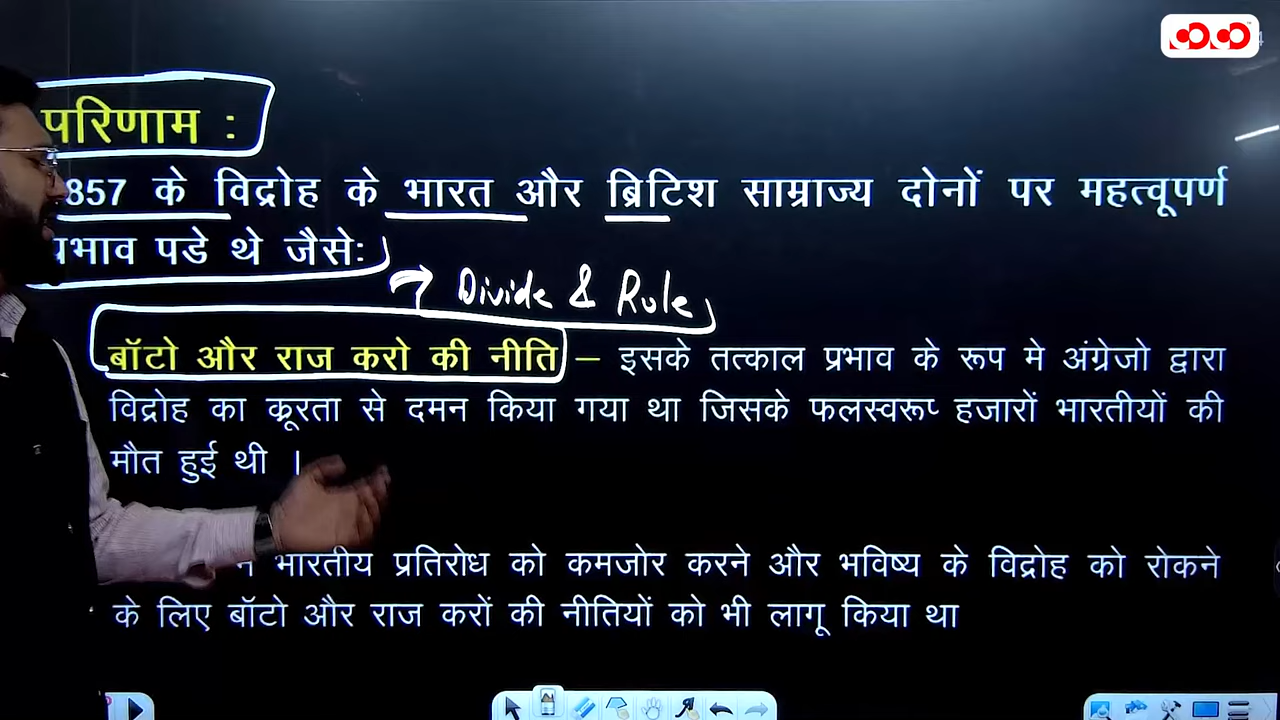 परिणाम :
857 के विद्रोह के भारत और ब्रिटिश साम्राज्य दोनों पर महत्वूपर्ण
पडे थे जैसेः
Divide & Rule
बॉटो और राज करो की नीति – इसके तत्काल प्रभाव के रूप मे अंग्रेजो द्वारा
विद्रोह का क्रूरता से दमन किया गया था जिसके फलस्वरूप हजारों भारतीयों की
मौत हुई थी ।
भारतीय प्रतिरोध को कमजोर करने और भविष्य के विद्रोह को रोकने
के लिए बॉटो और राज करों की नीतियों को भी लागू किया था